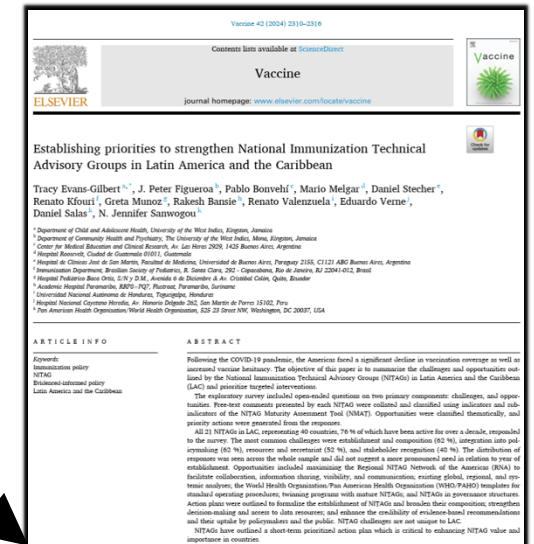 Vaccine 42 (2024) 2310–2316
Contents lists available at ScienceDirect
Vaccine
journal homepage: www.elsevier.com/locate/vaccine
ELSEVIER
Vaccine
Check for updates
Establishing priorities to strengthen National Immunization Technical
Advisory Groups in Latin America and the Caribbean
Tracy Evans-Gilbert a,*, J. Peter Figueroa b, Pablo Bonvehí c, Mario Melgar d, Daniel Stecher e,
Renato Kfouri f, Greta Munoz g, Rakesh Bansie h, Renato Valenzuela i, Eduardo Verne j,
Daniel Salas k, N. Jennifer Sanwogou k
a Department of Child and Adolescent Health, University of the West Indies, Kingston, Jamaica
b Department of Community Health and Psychiatry, The University of the West Indies, Mona, Kingston, Jamaica
c Center for Medical Education and Clinical Research, Av. Las Heras 2929, 1425 Buenos Aires, Argentina
d Hospital Roosevelt, Ciudad de Guatemala 01011, Guatemala
e Hospital de Clínicas José de San Martín, Facultad de Medicina, Universidad de Buenos Aires, Paraguay 2155, C1121 ABG Buenos Aires, Argentina
f Immunisation Department, Brazilian Society of Pediatrics, R. Santa Clara, 292 - Copacabana, Rio de Janeiro, RJ 22041-012, Brazil
g Hospital Pediátrico Baca Ortiz, S/N y D.M., Avenida 6 de Diciembre & Av. Cristóbal Colón, Quito, Ecuador
h Academic Hospital Paramaribo, Flustraat, Paramaribo, Suriname
i Universidad Nacional Autónoma de Honduras, Tegucigalpa, Honduras
j Hospital Nacional Cayetano Heredia, Av. Honorio Delgado 262, San Martín de Porres 15102, Peru
k Pan American Health Organisation/World Health Organisation, 525 23 Street NW, Washington, DC 20037, USA
ARTICLE INFO
Keywords:
Immunization policy
NITAG
Evidenced-informed policy
Latin America and the Caribbean
ABSTRACT
Following the COVID-19 pandemic, the Americas faced a significant decline in vaccination coverage as well as
increased vaccine hesitancy. The objective of this paper is to summarize the challenges and opportunities out-
lined by the National Immunization Technical Advisory Groups (NITAGs) in Latin America and the Caribbean
(LAC) and prioritize targeted interventions.
The exploratory survey included open-ended questions on two primary components: challenges, and oppor-
tunities. Free-text comments presented by each NITAG were collated and classified using indicators and sub-
indicators of the NITAG Maturity Assessment Tool (NMAT). Opportunities were classified thematically, and
priority actions were generated from the responses.
All 21 NITAGs in LAC, representing 40 countries, 76 % of which have been active for over a decade, responded
to the survey. The most common challenges were establishment and composition (62 %), integration into pol-
icymaking (62 %), resources and secretariat (52 %), and stakeholder recognition (40 %). The distribution of
responses was seen across the whole sample and did not suggest a more pronounced need in relation to year of
establishment. Opportunities included maximizing the Regional NITAG Network of the Americas (RNA) to
facilitate collaboration, information sharing, visibility, and communication; existing global, regional, and sys-
temic analyses; the World Health Organization/Pan American Health Organization (WHO/PAHO) templates for
standard operating procedures; twinning programs with mature NITAGs; and NITAGs in governance structures.
Action plans were outlined to formalize the establishment of NITAGs and broaden their composition; strengthen
decision-making and access to data resources; and enhance the credibility of evidence-based recommendations
and their uptake by policymakers and the public. NITAG challenges are not unique to LAC.
NITAGs have outlined a short-term prioritized action plan which is critical to enhancing NITAG value and
importance in countries.